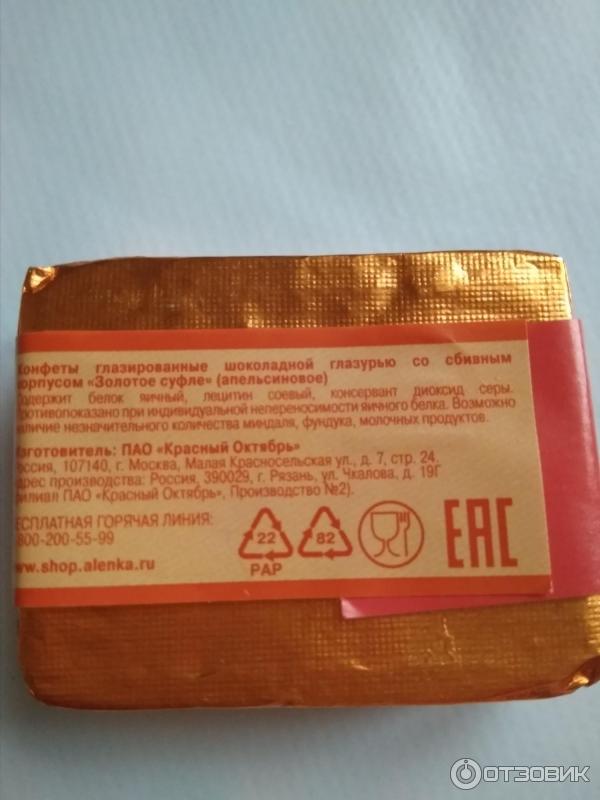 Конфеты глазированные шоколадной глазурью со сбивным
корпусом «Золотое суфле» (апельсиновое)
Содержит белок яичный, лецитин соевый, консервант диоксид серы.
Противопоказано при индивидуальной непереносимости яичного белка. Возможно
наличие незначительного количества миндаля, фундука, молочных продуктов.
Изготовитель: ПАО «Красный Октябрь»
Россия, 107140, г. Москва, Малая Красносельская ул., д. 7, стр. 24,
адрес производства: Россия, 390029, г. Рязань, ул. Чкалова, д. 19Г
(филиал ПАО «Красный Октябрь», Производство №2).
БЕСПЛАТНАЯ ГОРЯЧАЯ ЛИНИЯ:
800-200-55-99
www.shop.alenka.ru
22
PAP
82
EAC
ОТЗОВИК